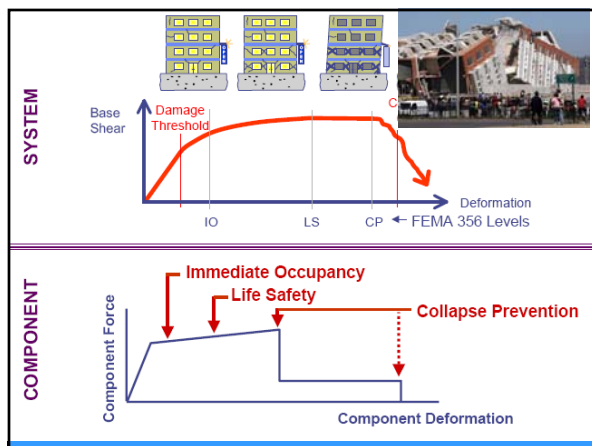 SYSTEM
Base
Shear
Damage
Threshold
C
Deformation
IO
LS
CP
FEMA 356 Levels
COMPONENT
Immediate Occupancy
Life Safety
Collapse Prevention
Component Force
Component Deformation